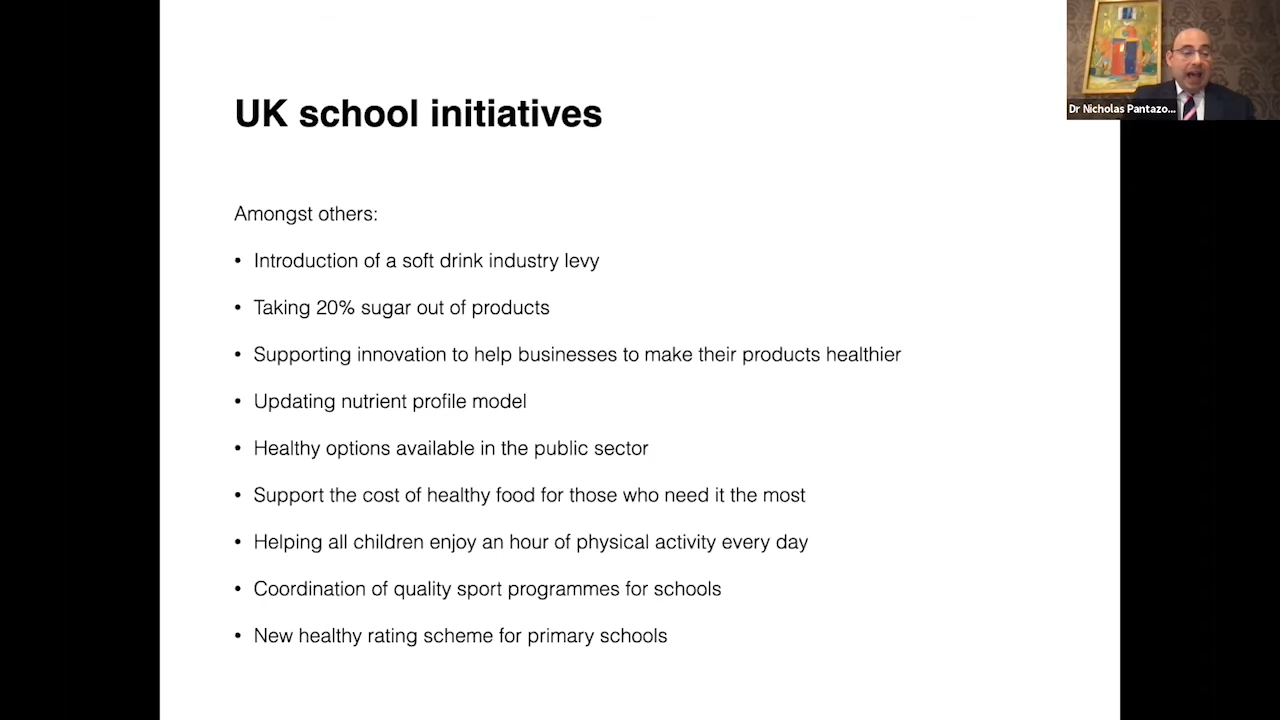 UK school initiatives
Amongst others:
• Introduction of a soft drink industry levy
• Taking 20% sugar out of products
• Supporting innovation to help businesses to make their products healthier
• Updating nutrient profile model
• Healthy options available in the public sector
• Support the cost of healthy food for those who need it the most
• Helping all children enjoy an hour of physical activity every day
• Coordination of quality sport programmes for schools
• New healthy rating scheme for primary schools
Dr Nicholas Pantazo...